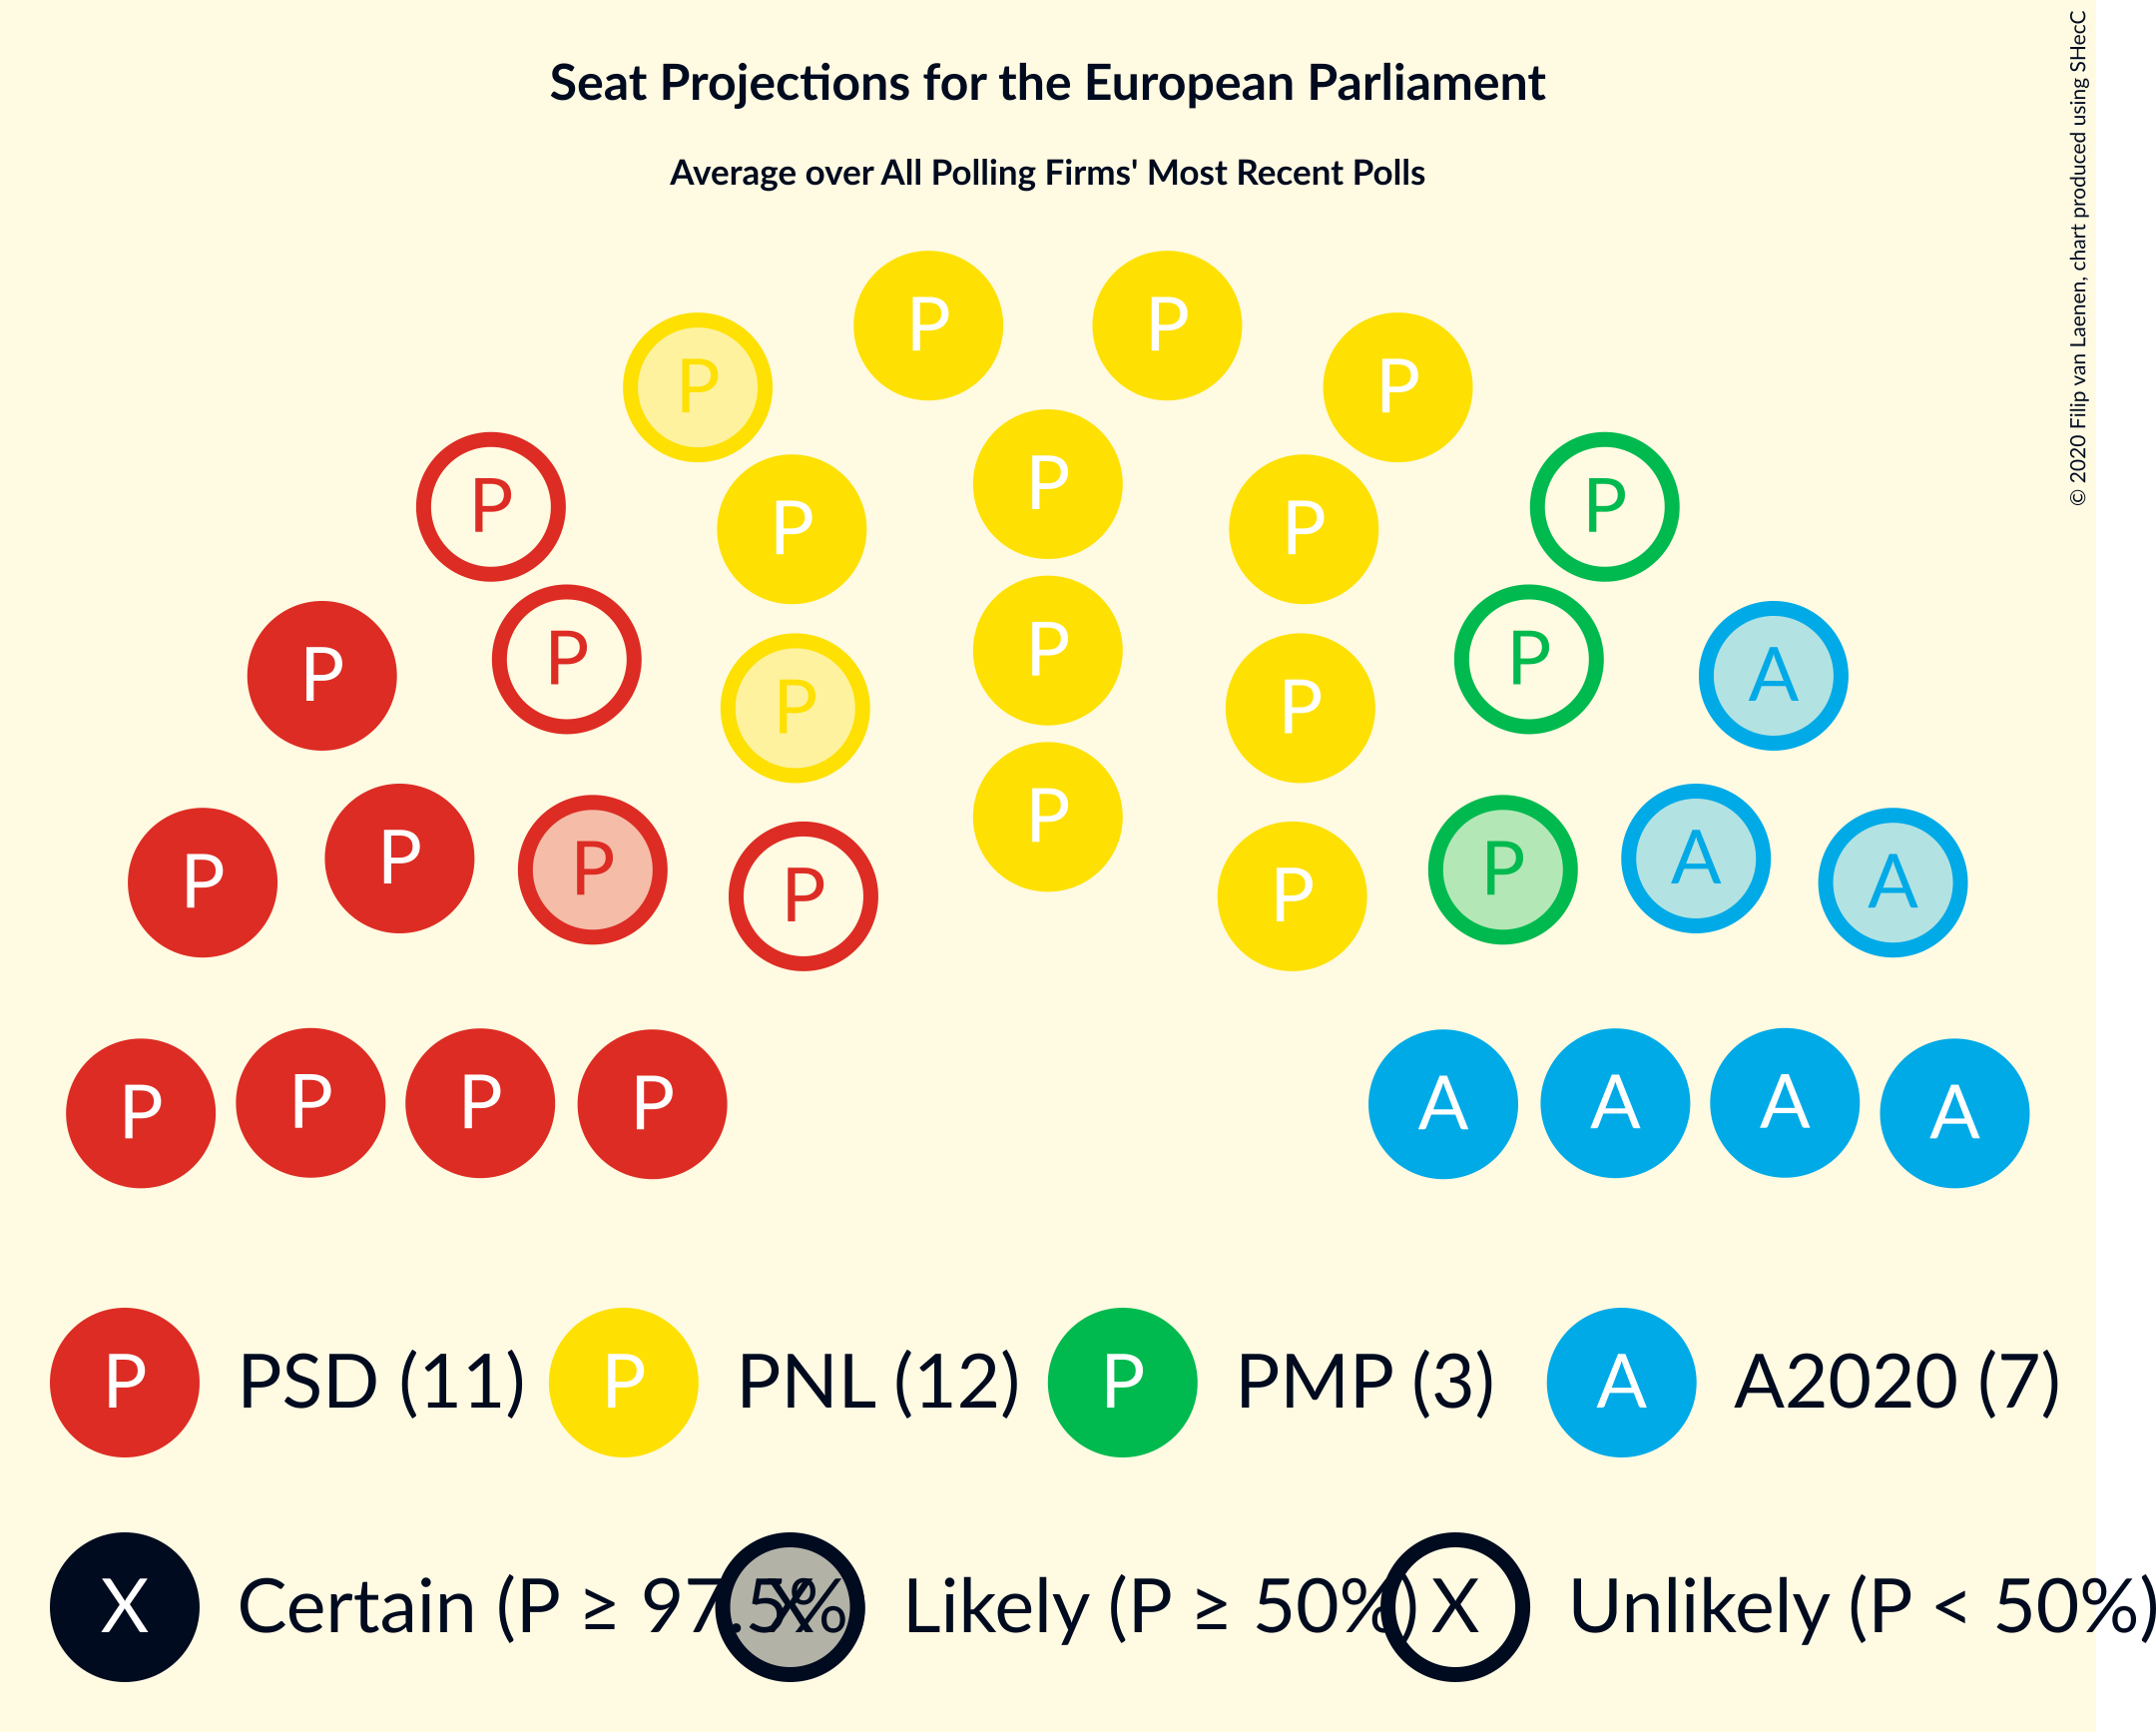 Seat Projections for the European Parliament
Average over All Polling Firms' Most Recent Polls
© 2020 Filip van Laenen, chart produced using SHecC
P P
P P
P
P P
P P
P
P P
P P A
P P
P
P P P A A
P P
P P P P A A A A
P PSD (11) P PNL (12) P PMP (3) A A2020 (7)
X Certain (P ≥ 97.5%) X Likely (P ≥ 50%) X Unlikely (P < 50%)